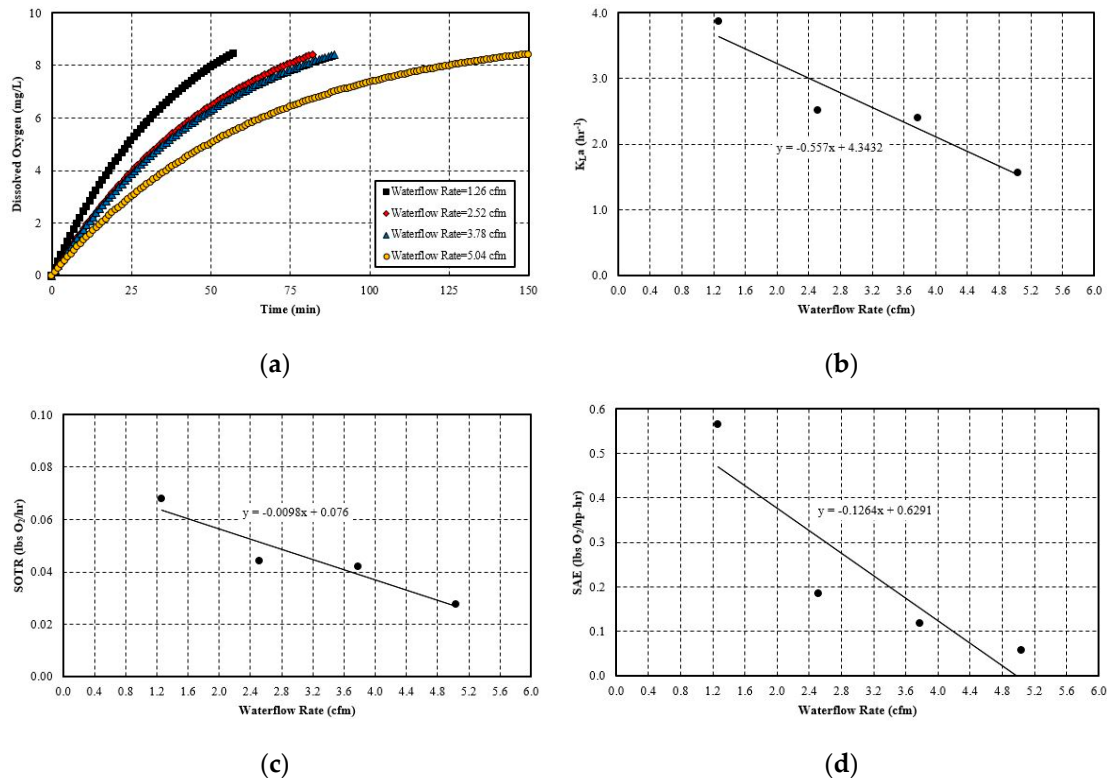 10
8
6
4
2
0
Dissolved Oxygen (mg/L)
Waterflow Rate=1.26 cfm
Waterflow Rate=2.52 cfm
Waterflow Rate=3.78 cfm
Waterflow Rate=5.04 cfm
0 25 50 75 100 125 150
Time (min)
(a)
4.0
3.0
2.0
1.0
0.0
KLa (hr-1)
y = -0.557x + 4.3432
0.0 0.4 0.8 1.2 1.6 2.0 2.4 2.8 3.2 3.6 4.0 4.4 4.8 5.2 5.6 6.0
Waterflow Rate (cfm)
(b)
0.10
0.08
0.06
0.04
0.02
0.00
SOTR (lbs O2/hr)
y = -0.0098x + 0.076
0.0 0.4 0.8 1.2 1.6 2.0 2.4 2.8 3.2 3.6 4.0 4.4 4.8 5.2 5.6 6.0
Waterflow Rate (cfm)
(c)
0.6
0.5
0.4
0.3
0.2
0.1
0.0
SAE (lbs O2/hp-hr)
y = -0.1264x + 0.6291
0.0 0.4 0.8 1.2 1.6 2.0 2.4 2.8 3.2 3.6 4.0 4.4 4.8 5.2 5.6 6.0
Waterflow Rate (cfm)
(d)